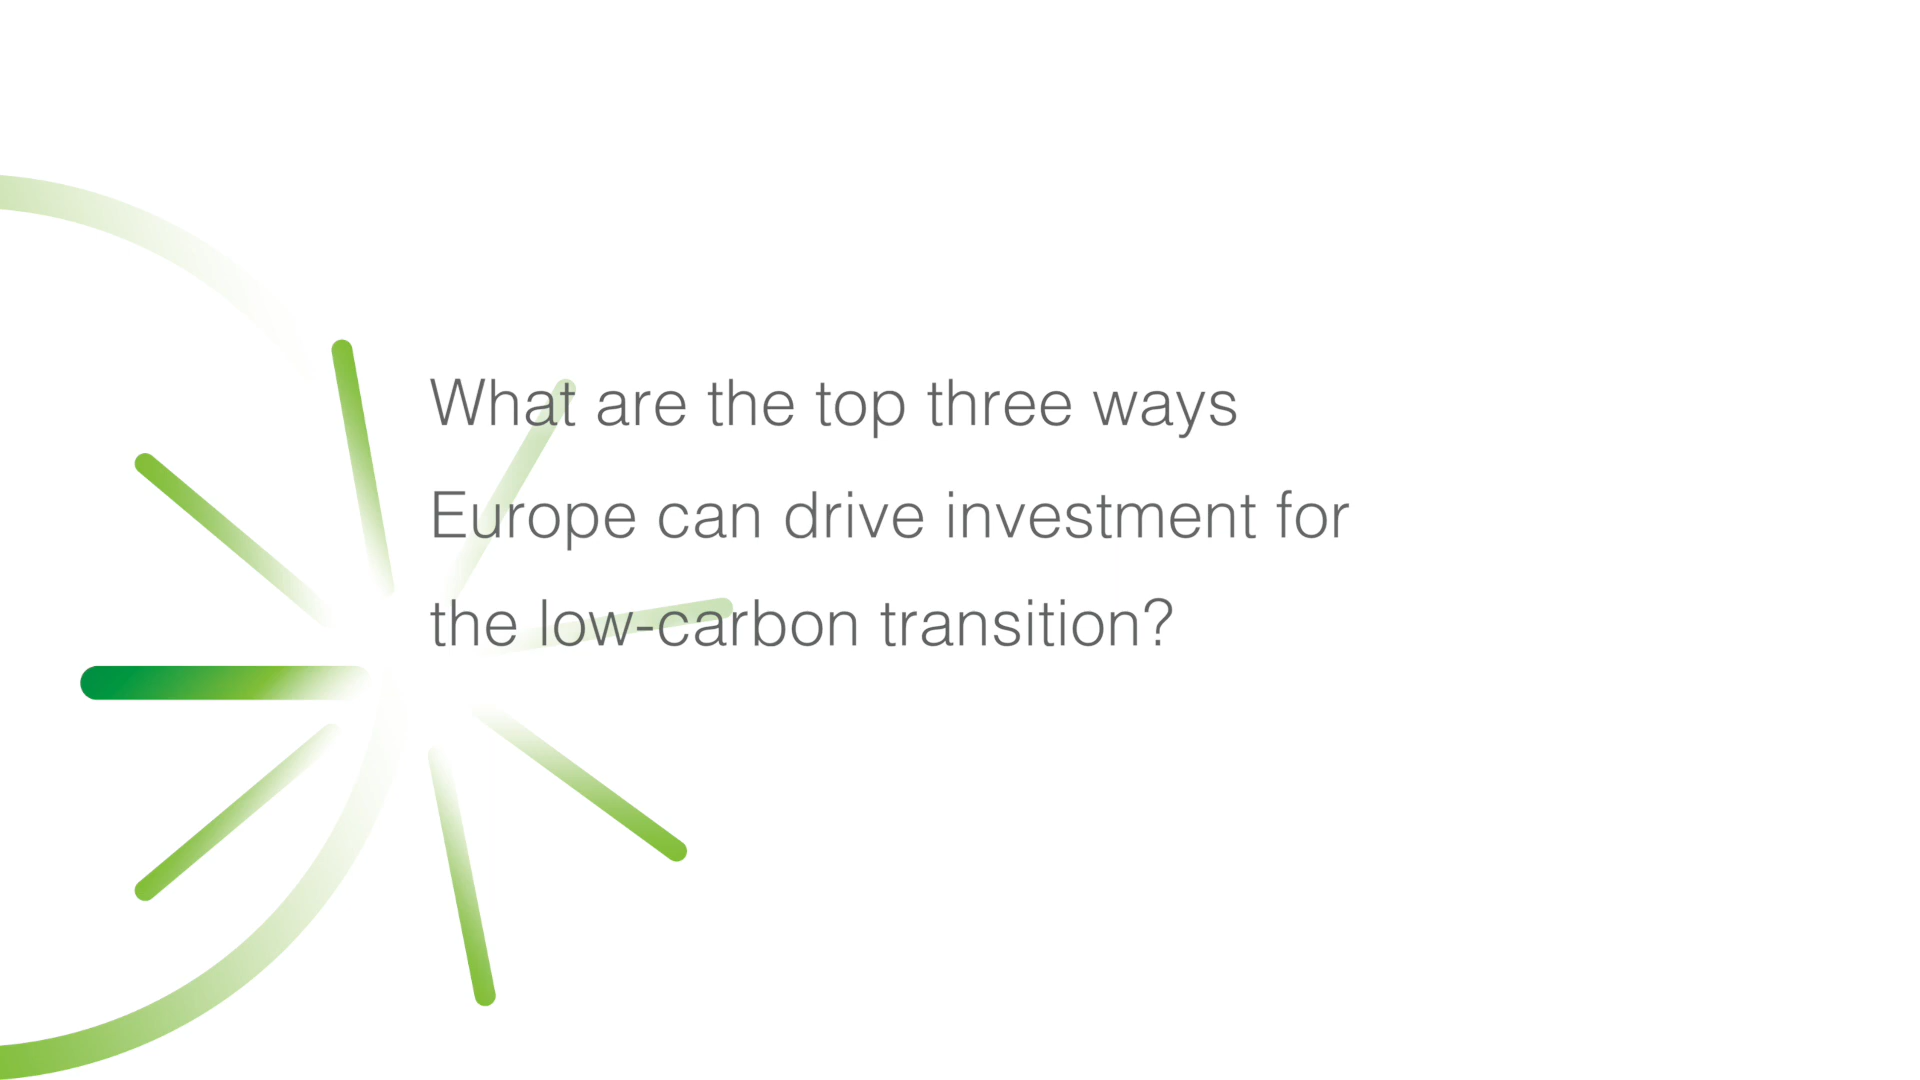 What are the top three ways
Europe can drive investment for
the low-carbon transition?